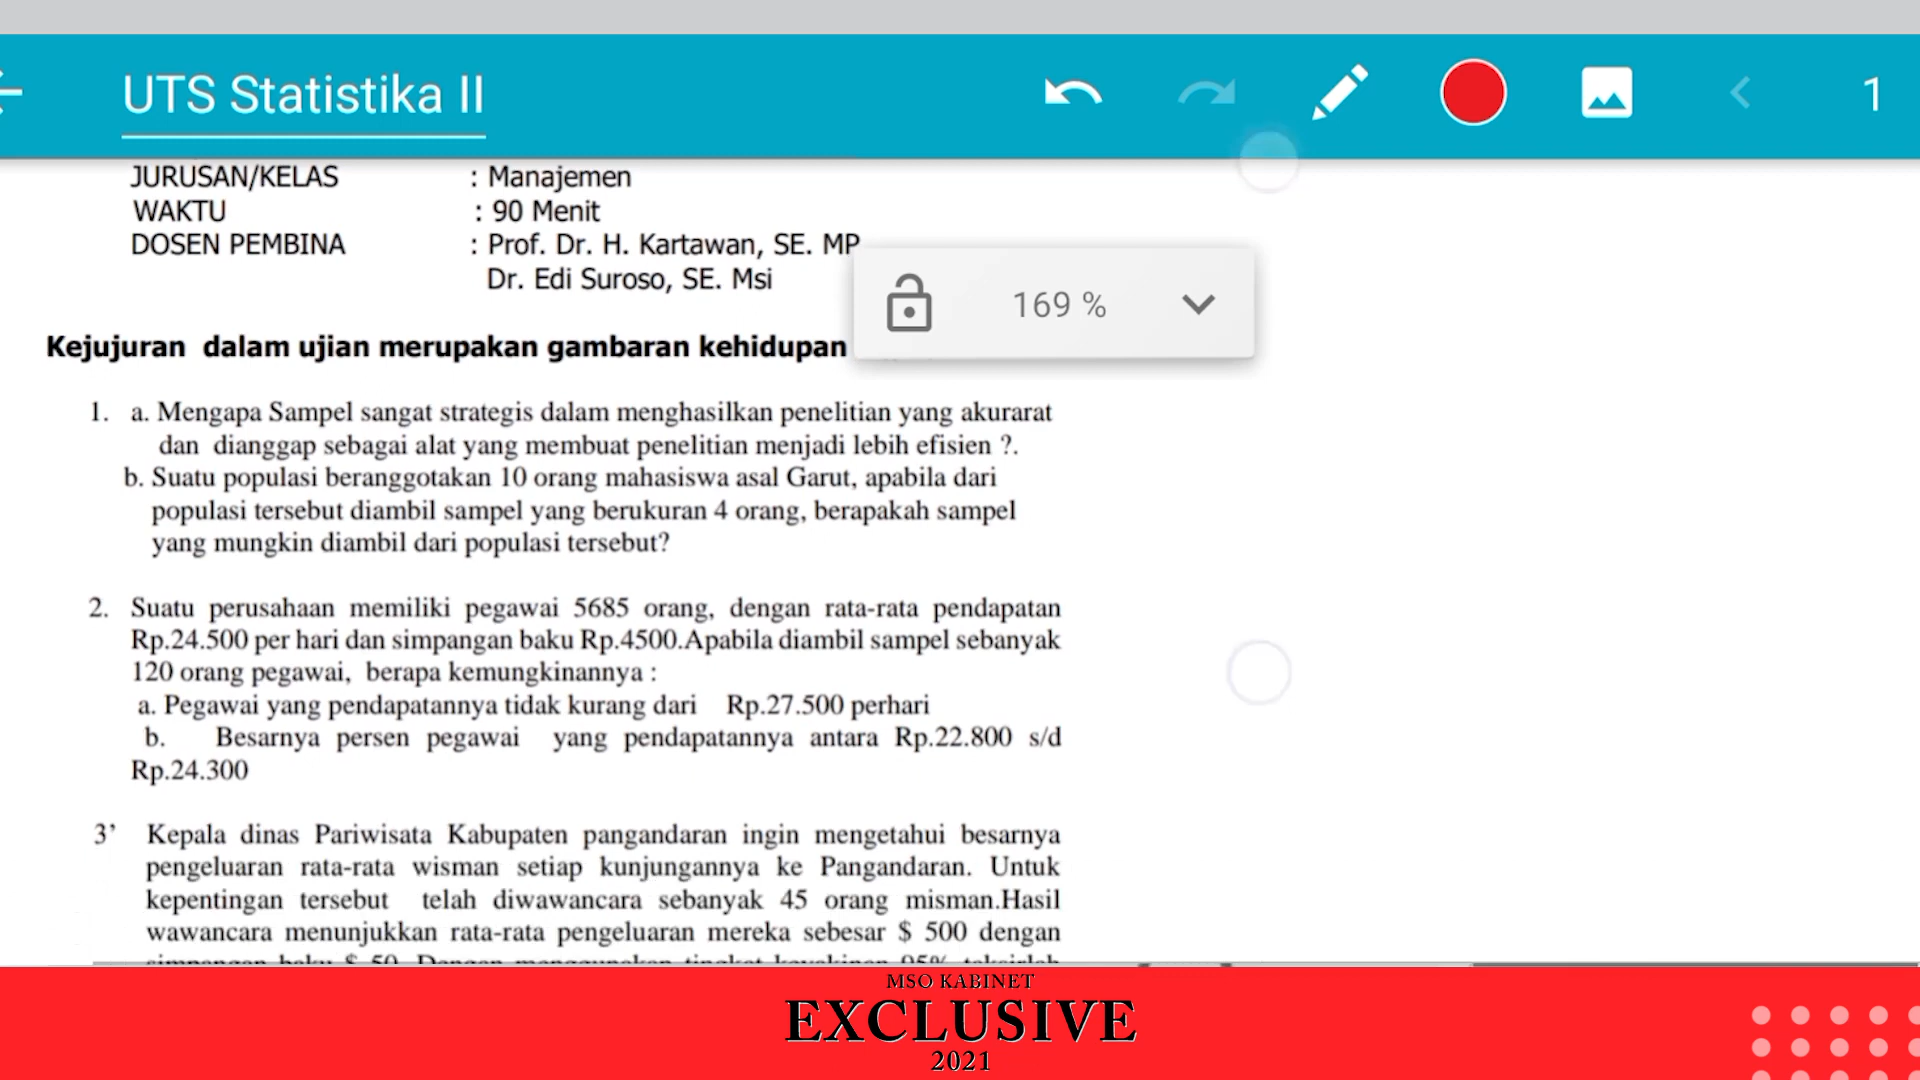 UTS Statistika II
1
JURUSAN/KELAS : Manajemen
WAKTU : 90 Menit
DOSEN PEMBINA : Prof. Dr. H. Kartawan, SE. MP
Dr. Edi Suroso, SE. Msi
169 %
Kejujuran dalam ujian merupakan gambaran kehidupan
1. a. Mengapa Sampel sangat strategis dalam menghasilkan penelitian yang akurarat
dan dianggap sebagai alat yang membuat penelitian menjadi lebih efisien ?.
b. Suatu populasi beranggotakan 10 orang mahasiswa asal Garut, apabila dari
populasi tersebut diambil sampel yang berukuran 4 orang, berapakah sampel
yang mungkin diambil dari populasi tersebut?
2. Suatu perusahaan memiliki pegawai 5685 orang, dengan rata-rata pendapatan
Rp.24.500 per hari dan simpangan baku Rp.4500.Apabila diambil sampel sebanyak
120 orang pegawai, berapa kemungkinannya :
a. Pegawai yang pendapatannya tidak kurang dari Rp.27.500 perhari
b. Besarnya persen pegawai yang pendapatannya antara Rp.22.800 s/d
Rp.24.300
3’ Kepala dinas Pariwisata Kabupaten pangandaran ingin mengetahui besarnya
pengeluaran rata-rata wisman setiap kunjungannya ke Pangandaran. Untuk
kepentingan tersebut telah diwawancara sebanyak 45 orang misman.Hasil
wawancara menunjukkan rata-rata pengeluaran mereka sebesar $ 500 dengan
MSO KABINET
EXCLUSIVE
2021